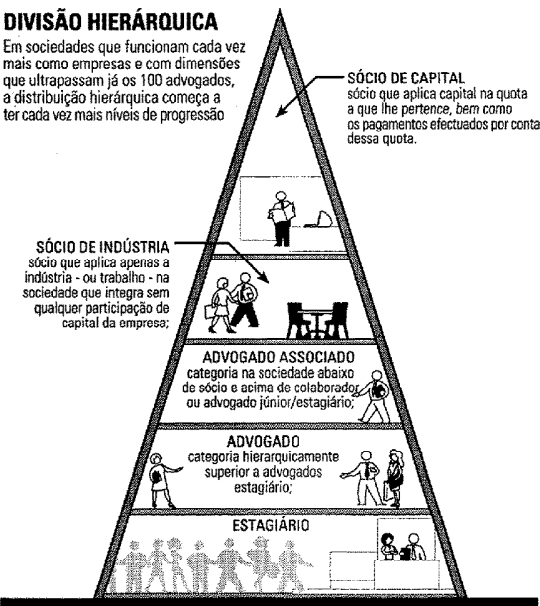 DIVISÃO HIERÁRQUICA
Em sociedades que funcionam cada vez
mais como empresas e com dimensões
que ultrapassam já os 100 advogados,
a distribuição hierárquica começa a
ter cada vez mais níveis de progressão
SÓCIO DE CAPITAL
sócio que aplica capital na quota
a que lhe pertence, bem como
os pagamentos efectuados por conta
dessa quota.
SÓCIO DE INDÚSTRIA
sócio que aplica apenas a
indústria - ou trabalho - na
sociedade que integra sem
qualquer participação de
capital da empresa;
ADVOGADO ASSOCIADO
categoria na sociedade abaixo
de sócio e acima de colaborador
ou advogado júnior/estagiário;
ADVOGADO
categoria hierarquicamente
superior a advogados
estagiário;
ESTAGIÁRIO